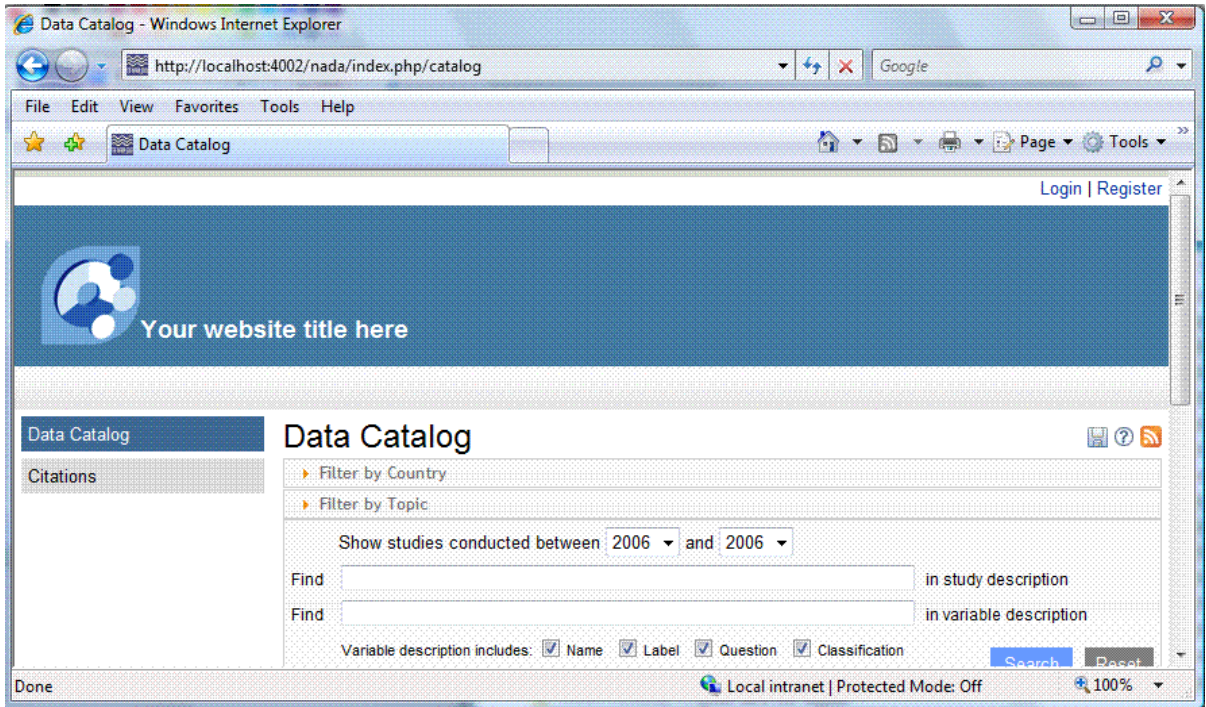 Data Catalog - Windows Internet Explorer
http://localhost:4002/nada/index.php/catalog
Google
File Edit View Favorites Tools Help
Data Catalog
Page Tools
Login | Register
Your website title here
Data Catalog
Citations
Data Catalog
Filter by Country
Filter by Topic
Show studies conducted between 2006 and 2006
Find in study description
Find in variable description
Variable description includes: Name Label Question Classification
Search Reset
Done
Local intranet | Protected Mode: Off
100%